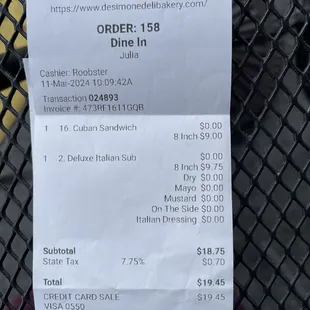 https://www.desimonedelibakery.com/
ORDER: 158
Dine In
Julia
Cashier: Roobster
11-Mar-2024 10:09:42A
Transaction 024893
Invoice #: 473RF1611GQR
1 16. Cuban Sandwich $0.00
8 Inch $9.00
1 2. Deluxe Italian Sub $0.00
8 Inch $9.75
Dry $0.00
Mayo $0.00
Mustard $0.00
On The Side $0.00
Italian Dressing $0.00
Subtotal $18.75
State Tax 7.75% $0.70
Total $19.45
CREDIT CARD SALE $19.45
VISA 0550